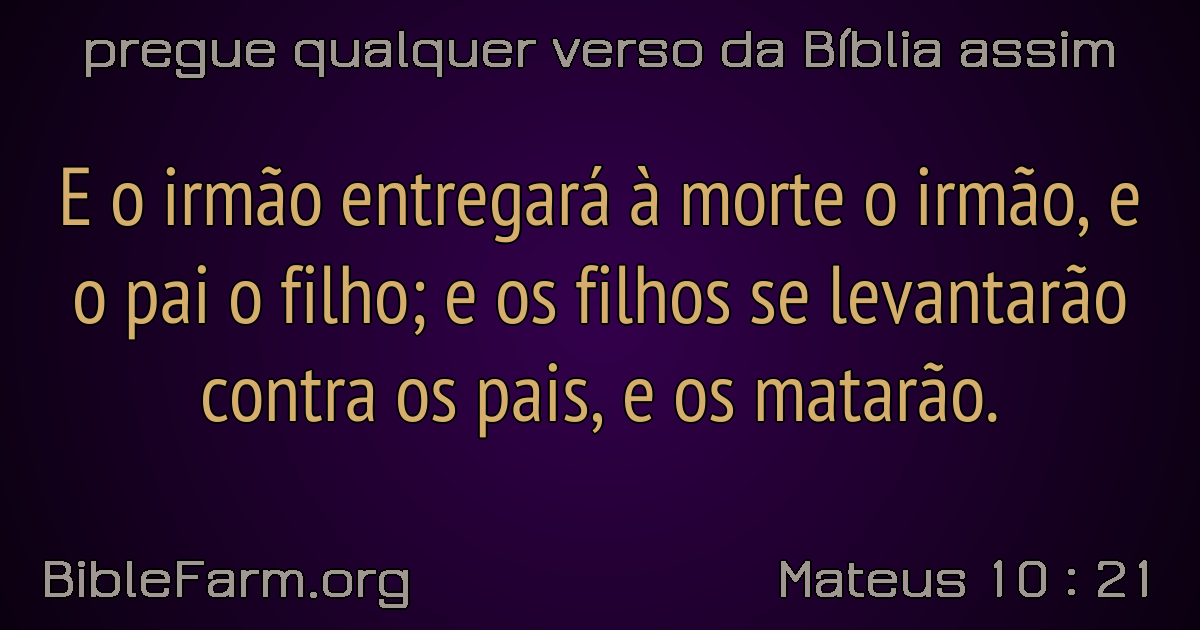 pregue qualquer verso da Bíblia assim
E o irmão entregará à morte o irmão, e
o pai o filho; e os filhos se levantarão
contra os pais, e os matarão.
BibleFarm.org
Mateus 10 : 21